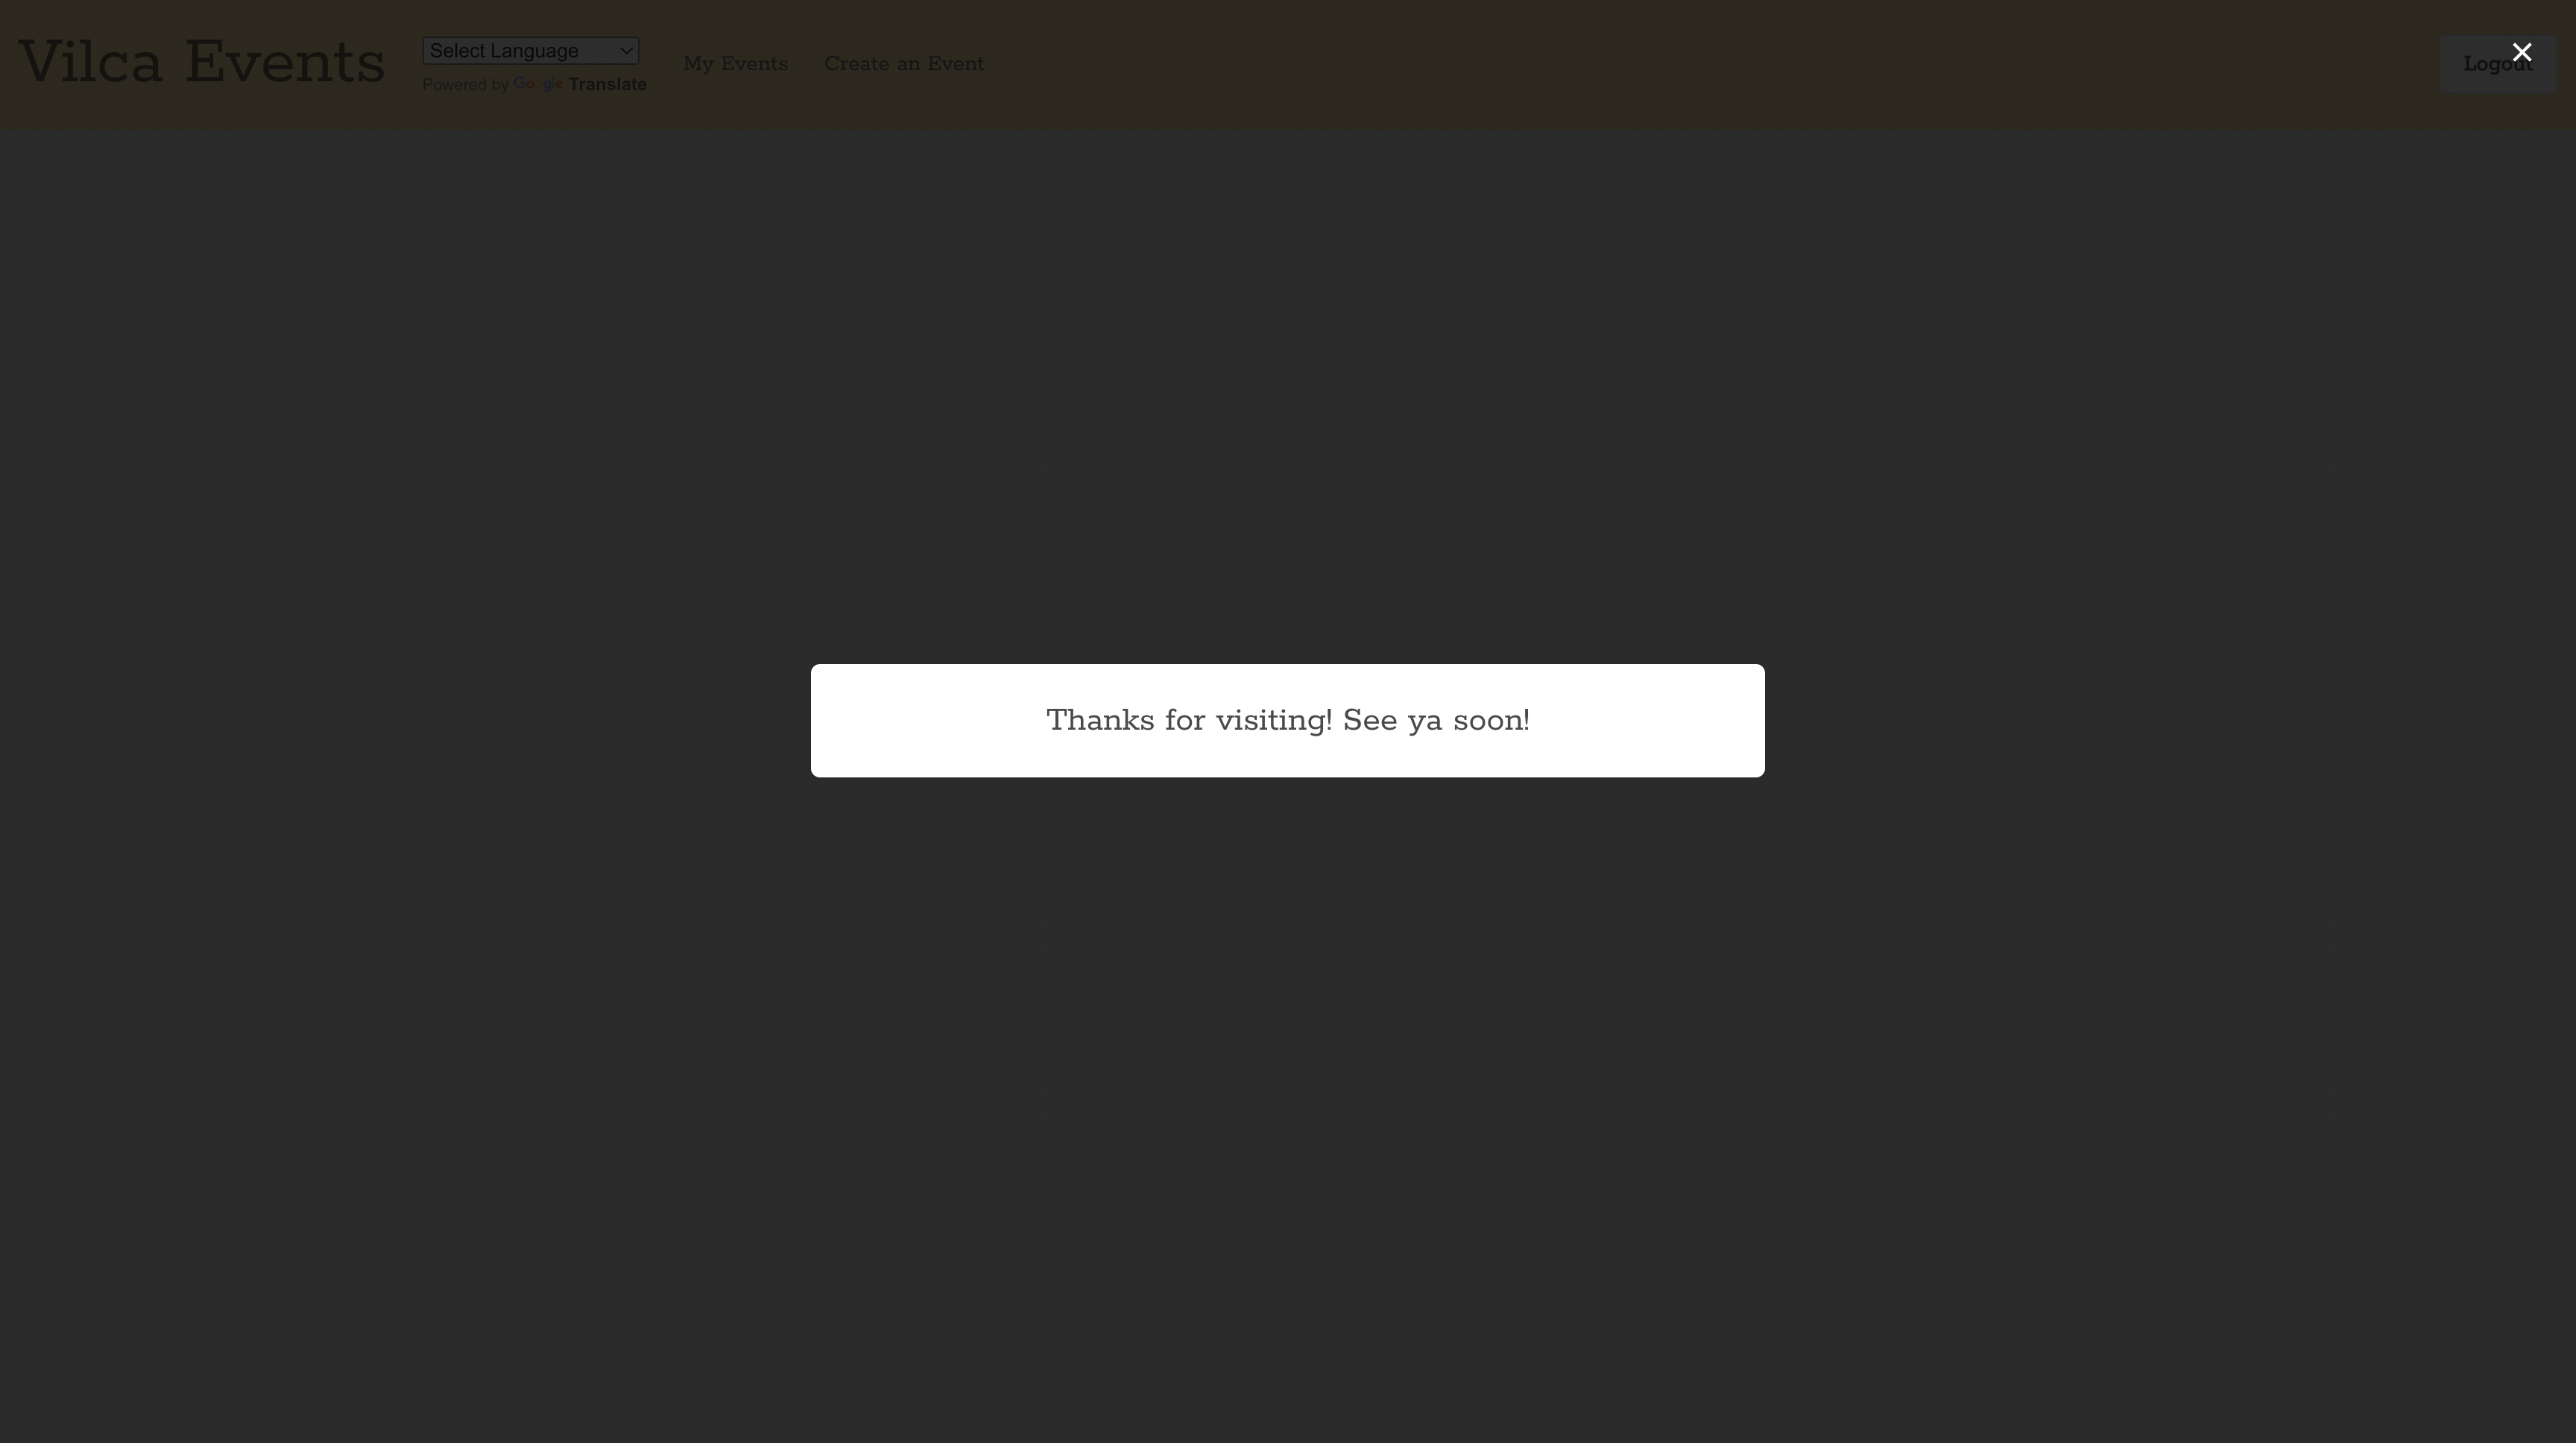 Vilca Events
Select Language
My Events
Create an Event
Logout
Powered by Google Translate
Thanks for visiting! See ya soon!